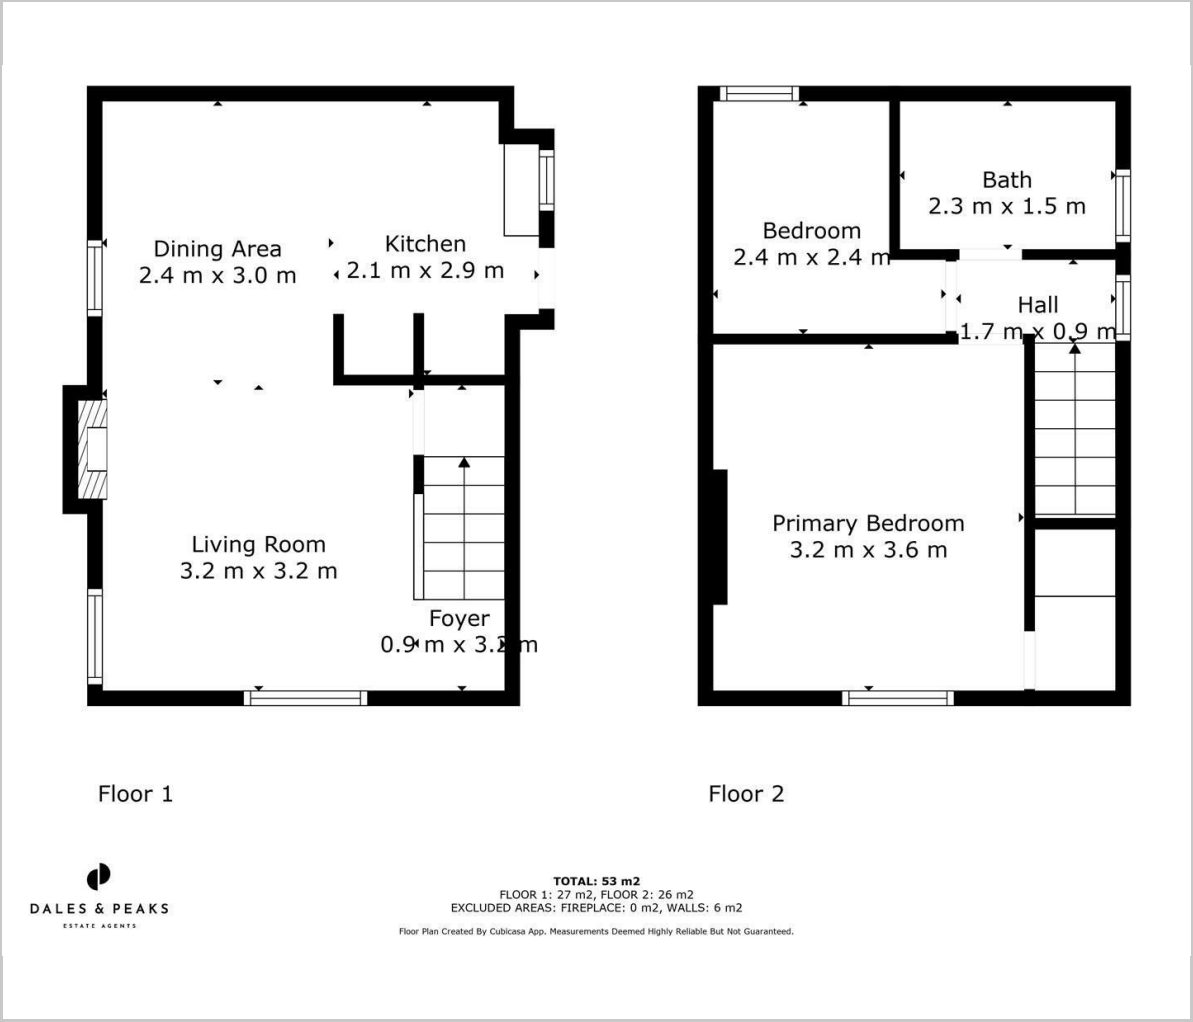 Dining Area
2.4 m x 3.0 m
Kitchen
2.1 m x 2.9 m
Living Room
3.2 m x 3.2 m
Foyer
0.9 m x 3.2 m
Bath
2.3 m x 1.5 m
Bedroom
2.4 m x 2.4 m
Hall
1.7 m x 0.9 m
Primary Bedroom
3.2 m x 3.6 m
Floor 1
Floor 2
DALES & PEAKS
ESTATE AGENTS
TOTAL: 53 m2
FLOOR 1: 27 m2, FLOOR 2: 26 m2
EXCLUDED AREAS: FIREPLACE: 0 m2, WALLS: 6 m2
Floor Plan Created By Cubicasa App. Measurements Deemed Highly Reliable But Not Guaranteed.